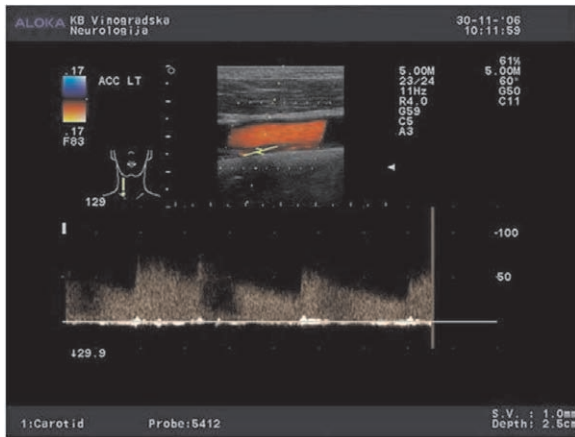 ALOKA KB Vinogradska
Neurologija
30-11-'06
10:11:59
.17
ACC LT
.17
F83
5.00M
23/24
11Hz
R4.0
G59
C5
A3
61%
5.00M
60°
G50
C11
129
-100
50
↓29.9
1:Carotid Probe:5412
S.V. : 1.0mm
Depth: 2.5cm